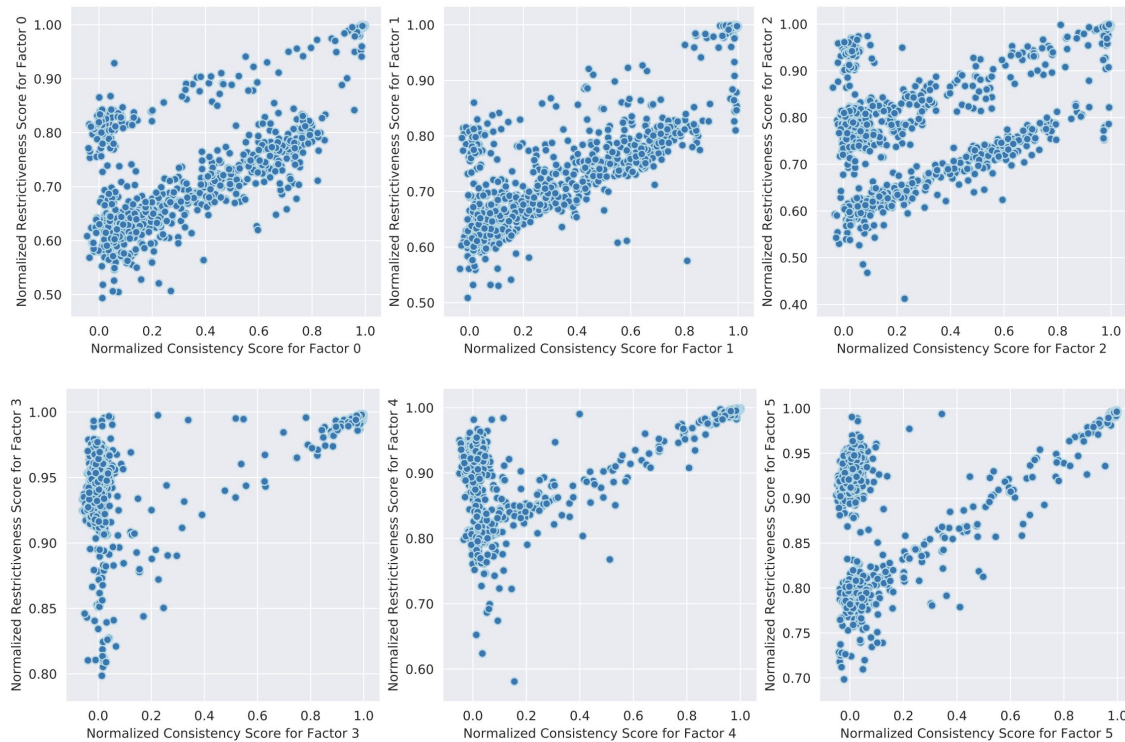 Normalized Restrictiveness Score for Factor 0
1.00
0.90
0.80
0.70
0.60
0.50
0.0 0.2 0.4 0.6 0.8 1.0
Normalized Consistency Score for Factor 0
Normalized Restrictiveness Score for Factor 1
1.00
0.90
0.80
0.70
0.60
0.50
0.0 0.2 0.4 0.6 0.8 1.0
Normalized Consistency Score for Factor 1
Normalized Restrictiveness Score for Factor 2
1.00
0.90
0.80
0.70
0.60
0.50
0.40
0.0 0.2 0.4 0.6 0.8 1.0
Normalized Consistency Score for Factor 2
Normalized Restrictiveness Score for Factor 3
1.00
0.95
0.90
0.85
0.80
0.0 0.2 0.4 0.6 0.8 1.0
Normalized Consistency Score for Factor 3
Normalized Restrictiveness Score for Factor 4
1.00
0.90
0.80
0.70
0.60
0.0 0.2 0.4 0.6 0.8 1.0
Normalized Consistency Score for Factor 4
Normalized Restrictiveness Score for Factor 5
1.00
0.95
0.90
0.85
0.80
0.75
0.70
0.0 0.2 0.4 0.6 0.8 1.0
Normalized Consistency Score for Factor 5